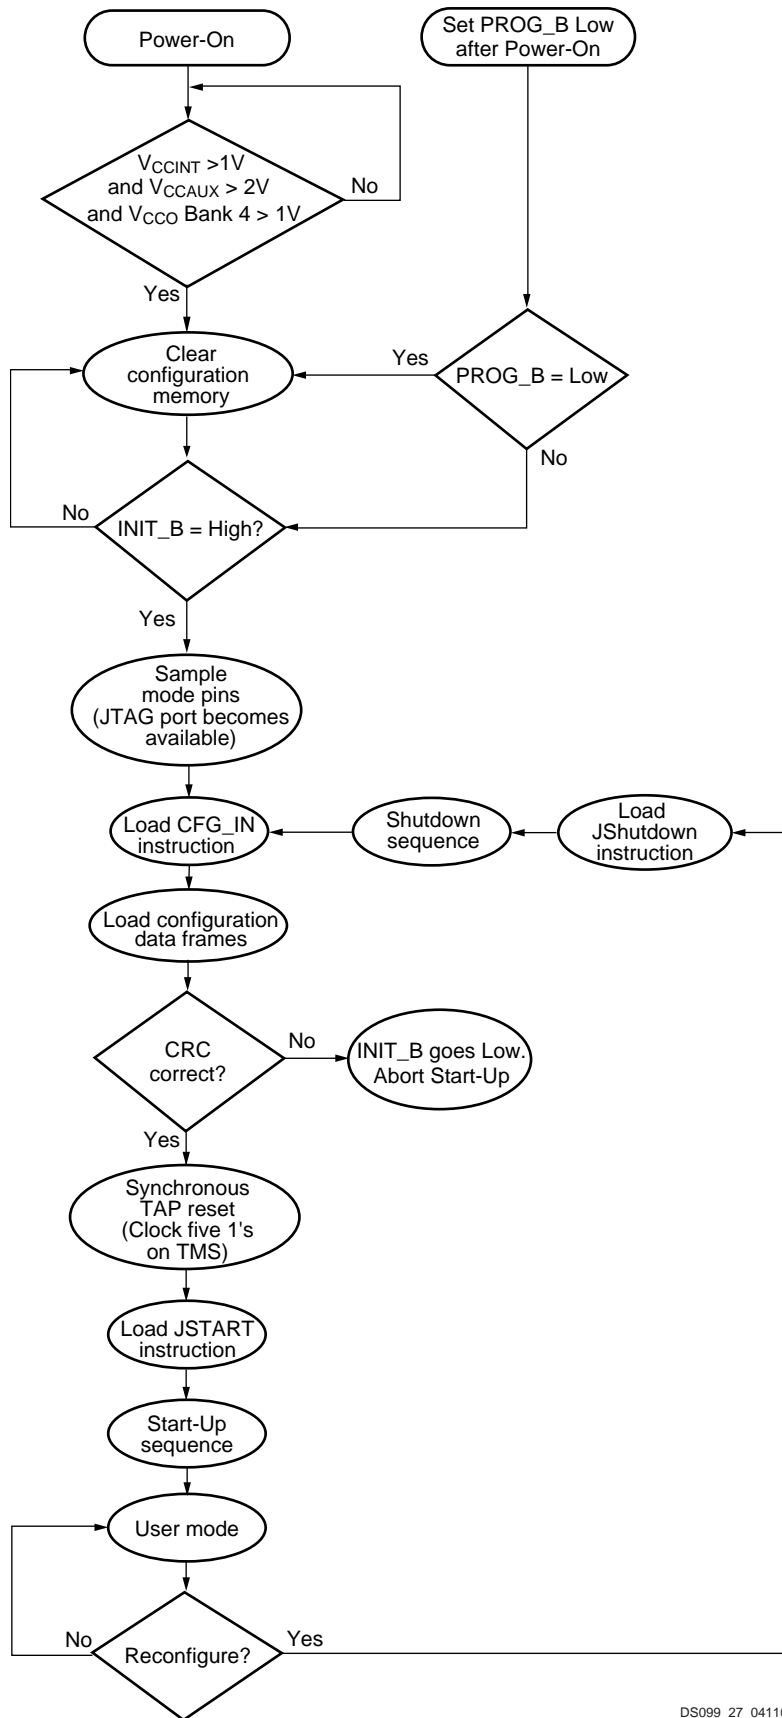 Power-On
Set PROG_B Low
after Power-On
VCCINT >1V
and VCCAUX > 2V
and VCCO Bank 4 > 1V
No
Yes
Clear
configuration
memory
Yes
PROG_B = Low
No
No
INIT_B = High?
Yes
Sample
mode pins
(JTAG port becomes
available)
Load CFG_IN
instruction
Shutdown
sequence
Load
JShutdown
instruction
Load configuration
data frames
CRC
correct?
No
INIT_B goes Low.
Abort Start-Up
Yes
Synchronous
TAP reset
(Clock five 1's
on TMS)
Load JSTART
instruction
Start-Up
sequence
User mode
No
Reconfigure?
Yes